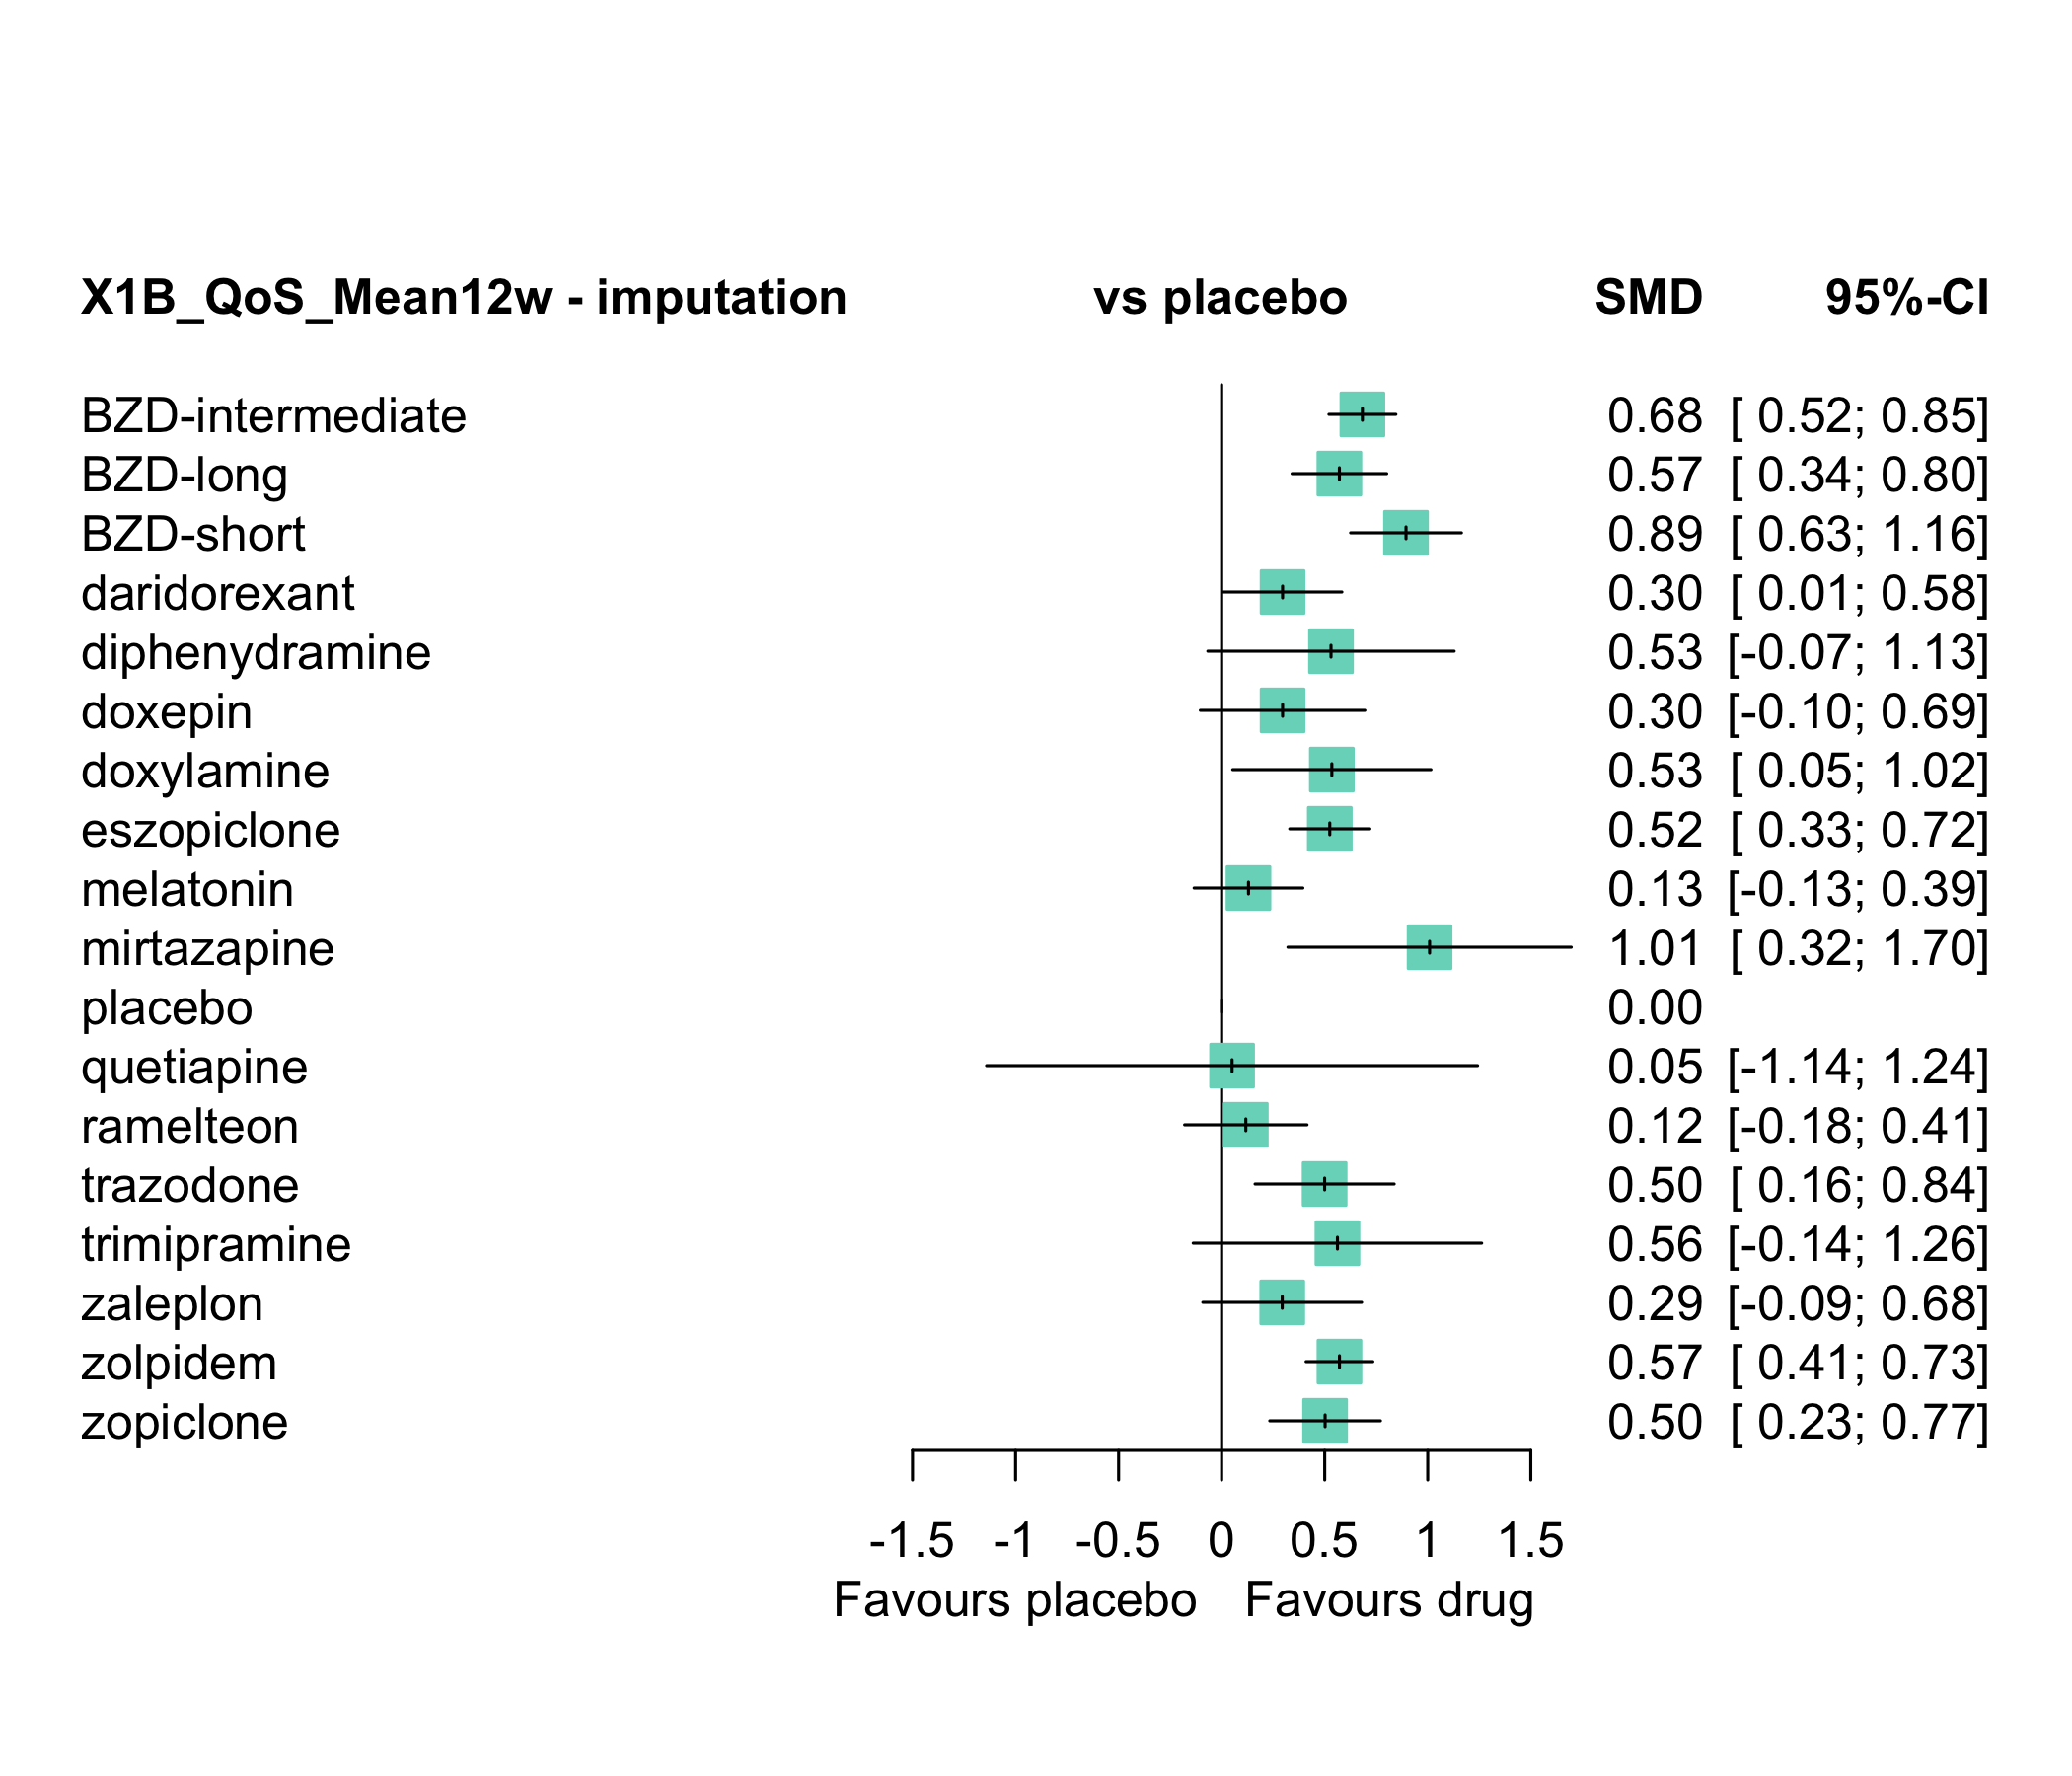 X1B_QoS_Mean12w - imputation vs placebo SMD 95%-CI
BZD-intermediate 0.68 [ 0.52; 0.85]
BZD-long 0.57 [ 0.34; 0.80]
BZD-short 0.89 [ 0.63; 1.16]
daridorexant 0.30 [ 0.01; 0.58]
diphenydramine 0.53 [-0.07; 1.13]
doxepin 0.30 [-0.10; 0.69]
doxylamine 0.53 [ 0.05; 1.02]
eszopiclone 0.52 [ 0.33; 0.72]
melatonin 0.13 [-0.13; 0.39]
mirtazapine 1.01 [ 0.32; 1.70]
placebo 0.00
quetiapine 0.05 [-1.14; 1.24]
ramelteon 0.12 [-0.18; 0.41]
trazodone 0.50 [ 0.16; 0.84]
trimipramine 0.56 [-0.14; 1.26]
zaleplon 0.29 [-0.09; 0.68]
zolpidem 0.57 [ 0.41; 0.73]
zopiclone 0.50 [ 0.23; 0.77]
-1.5 -1 -0.5 0 0.5 1 1.5
Favours placebo Favours drug